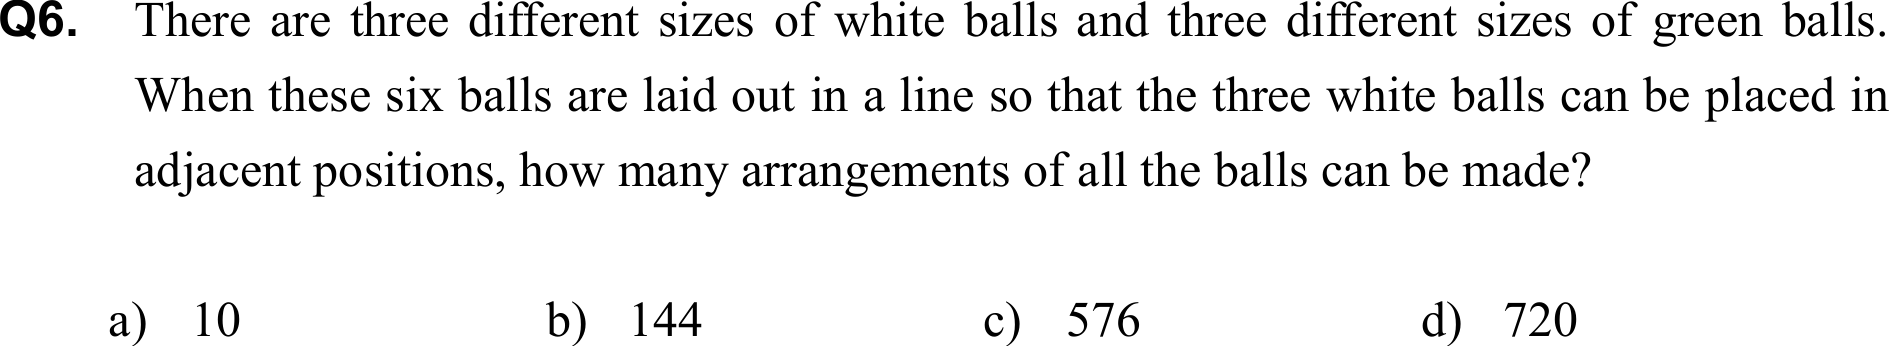 Q6. There are three different sizes of white balls and three different sizes of green balls.
When these six balls are laid out in a line so that the three white balls can be placed in
adjacent positions, how many arrangements of all the balls can be made?
a) 10 b) 144 c) 576 d) 720